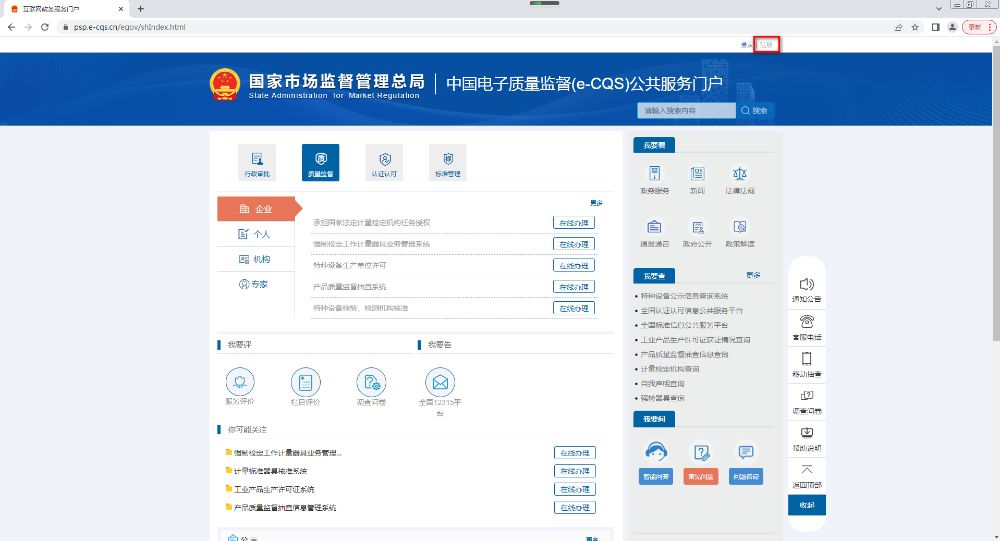 互联网政务服务门户
psp.e-cqs.cn/egov/shIndex.html
更新
登录 | 注册
国家市场监督管理总局
State Administration for Market Regulation
中国电子质量监督(e-CQS)公共服务门户
请输入搜索内容
搜索
行政审批
质量监督
认证认可
标准管理
企业
个人
机构
专家
更多
承担国家法定计量检定机构任务授权
在线办理
强制检定工作计量器具业务管理系统
在线办理
特种设备生产单位许可
在线办理
产品质量监督抽查系统
在线办理
特种设备检验、检测机构核准
在线办理
我要评
服务评价
栏目评价
调查问卷
我要告
全国12315平
台
你可能关注
强制检定工作计量器具业务管理...
在线办理
计量标准器具核准系统
在线办理
工业产品生产许可证系统
在线办理
产品质量监督抽查信息管理系统
在线办理
公示
更多
我要看
政务服务
新闻
法律法规
通报通告
政府公开
政策解读
我要查
更多
特种设备公示信息查询系统
全国认证认可信息公共服务平台
全国标准信息公共服务平台
工业产品生产许可证获证情况查询
产品质量监督抽查信息查询
计量检定机构查询
自我声明查询
强检器具查询
我要问
智能问答
常见问题
问题咨询
通知公告
客服电话
移动抽查
调查问卷
帮助说明
返回顶部
收起